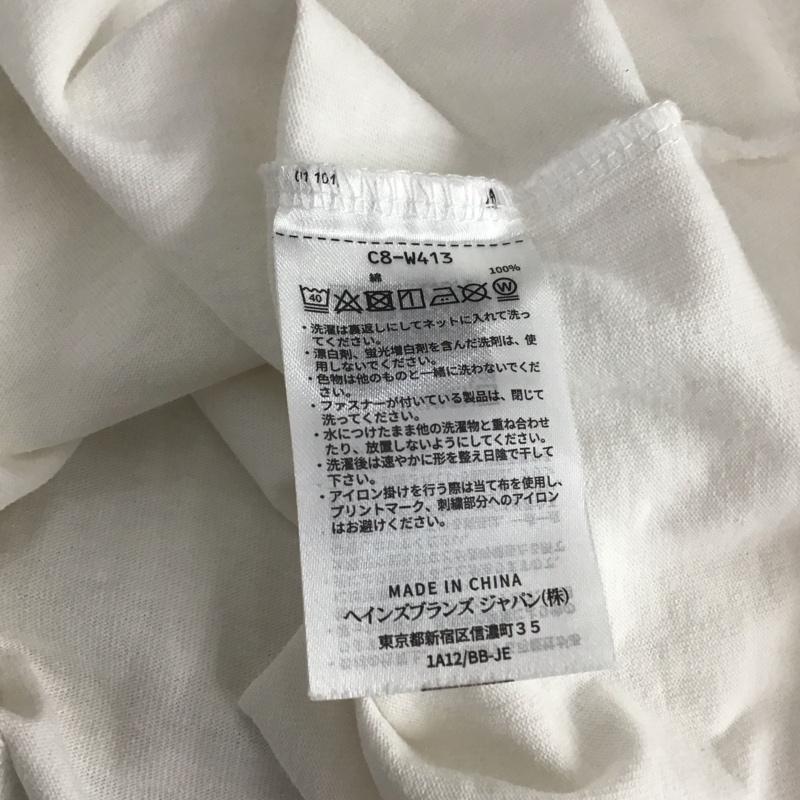 101
C8-W413
綿 100%
40 W
・洗濯は裏返しにしてネットに入れて洗っ
てください。
・漂白剤、蛍光増白剤を含んだ洗剤は、使
用しないでください。
・色物は他のものと一緒に洗わないでくだ
さい。
・ファスナーが付いている製品は、閉じて
洗ってください。
・水につけたまま他の洗濯物と重ね合わせ
たり、放置しないようにしてください。
・洗濯後は速やかに形を整え日陰で干して
下さい。
・アイロン掛けを行う際は当て布を使用し、
プリントマーク、刺繍部分へのアイロン
はお避けください。
MADE IN CHINA
ヘインズブランズ ジャパン(株)
東京都新宿区信濃町35
1A12/BB-JE